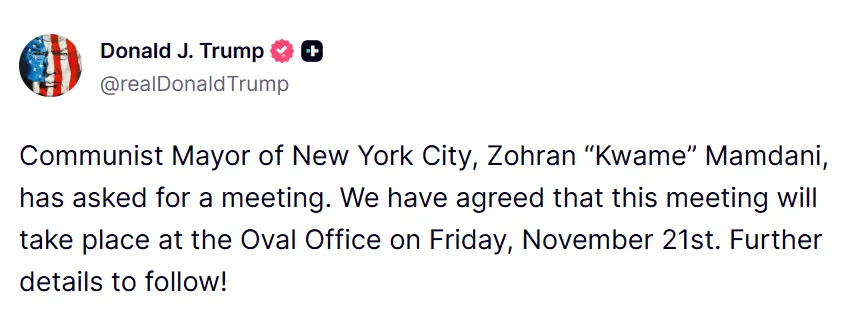 Donald J. Trump
@realDonaldTrump
Communist Mayor of New York City, Zohran “Kwame” Mamdani,
has asked for a meeting. We have agreed that this meeting will
take place at the Oval Office on Friday, November 21st. Further
details to follow!